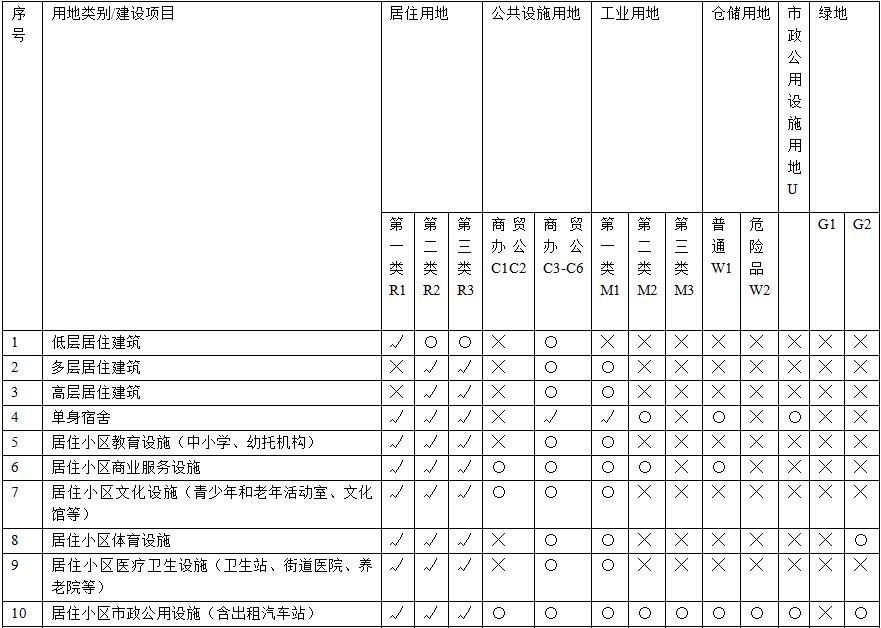 序号 用地类别/建设项目 居住用地 公共设施用地 工业用地 仓储用地 市政公用设施用地U 绿地
第一类R1 第二类R2 第三类R3 商贸办公C1C2 商贸办公C3-C6 第一类M1 第二类M2 第三类M3 普通W1 危险品W2 G1 G2
1 低层居住建筑 √ ○ ○ × ○ × × × × × × × ×
2 多层居住建筑 × √ √ × ○ ○ × × × × × × ×
3 高层居住建筑 × √ √ × ○ ○ × × × × × × ×
4 单身宿舍 √ √ √ × √ √ ○ × ○ × ○ × ×
5 居住小区教育设施（中小学、幼托机构） √ √ √ × ○ ○ × × × × × × ×
6 居住小区商业服务设施 √ √ √ ○ ○ ○ ○ × ○ × × × ×
7 居住小区文化设施（青少年和老年活动室、文化 √ √ √ ○ ○ ○ × × × × × × ×
馆等）
8 居住小区体育设施 √ √ √ × ○ ○ × × × × × × ○
9 居住小区医疗卫生设施（卫生站、街道医院、养 √ √ √ × ○ ○ × × × × × × ×
老院等）
10 居住小区市政公用设施（含出租汽车站） √ √ √ ○ ○ ○ ○ ○ ○ ○ ○ × ○